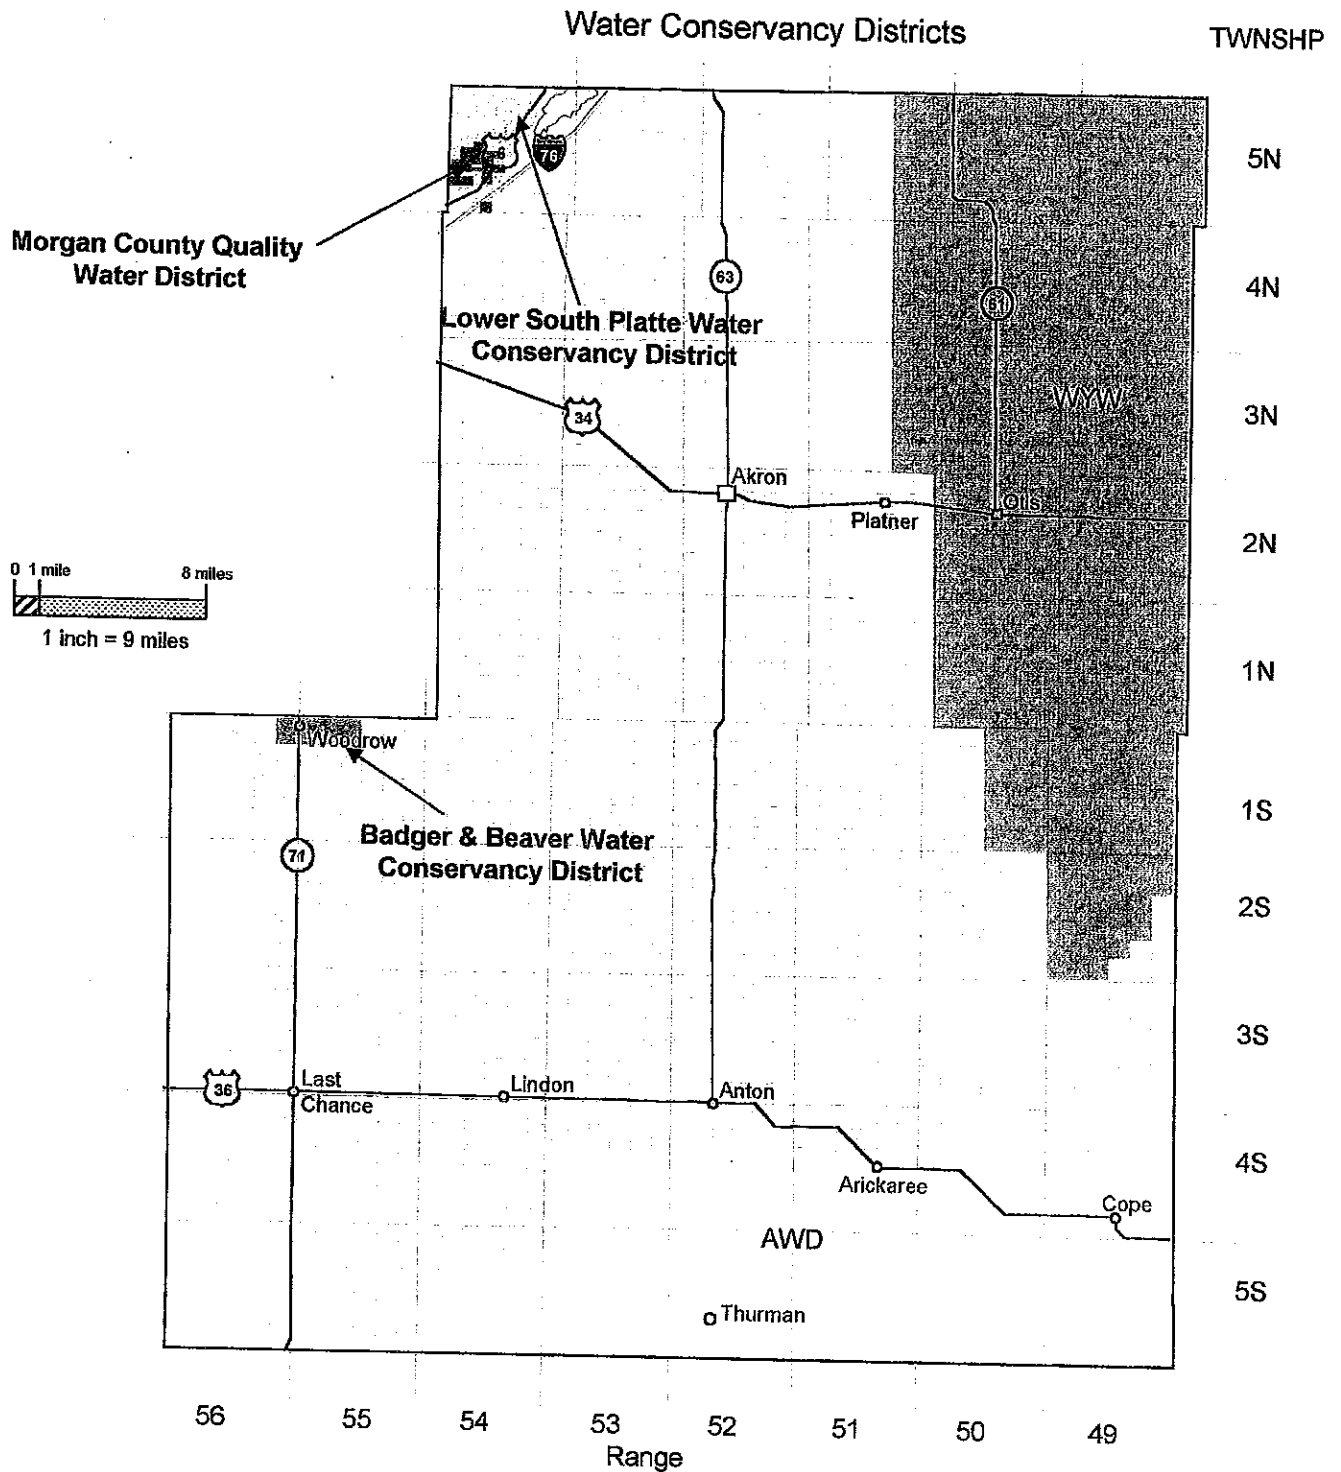 Water Conservancy Districts
TWNSHP
5N
76
Morgan County Quality
Water District
63
4N
61
Lower South Platte Water
Conservancy District
WYW
3N
34
Akron
Otis
Platner
2N
0 1 mile
8 miles
1 inch = 9 miles
1N
Woodrow
1S
Badger & Beaver Water
Conservancy District
71
2S
3S
36
Last
Chance
Lindon
Anton
4S
Arickaree
Cope
AWD
5S
Thurman
56
55
54
53
52
51
50
49
Range